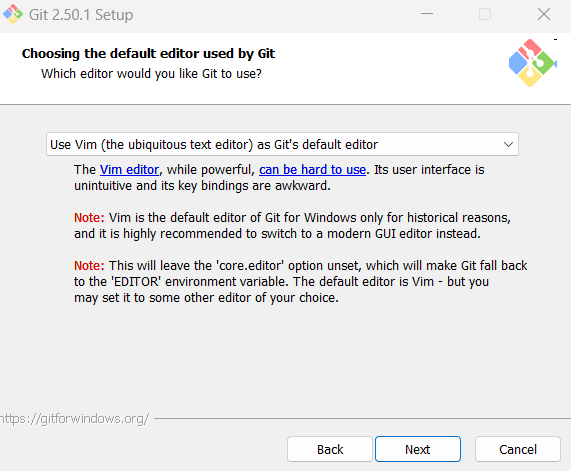 Git 2.50.1 Setup
Choosing the default editor used by Git
Which editor would you like Git to use?
Use Vim (the ubiquitous text editor) as Git's default editor
The Vim editor, while powerful, can be hard to use. Its user interface is
unintuitive and its key bindings are awkward.
Note: Vim is the default editor of Git for Windows only for historical reasons,
and it is highly recommended to switch to a modern GUI editor instead.
Note: This will leave the 'core.editor' option unset, which will make Git fall back
to the 'EDITOR' environment variable. The default editor is Vim - but you
may set it to some other editor of your choice.
https://gitforwindows.org/
Back
Next
Cancel